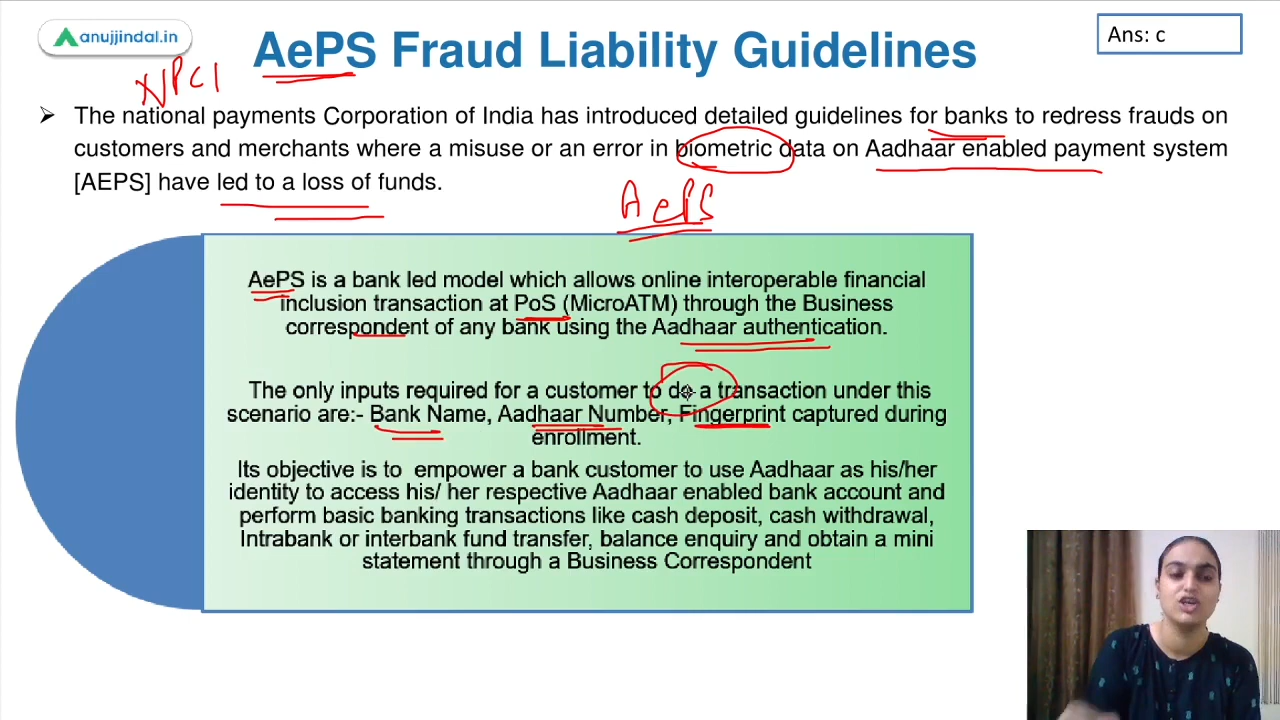 anujjindal.in
AePS Fraud Liability Guidelines
Ans: c
NPCI
➢ The national payments Corporation of India has introduced detailed guidelines for banks to redress frauds on
customers and merchants where a misuse or an error in biometric data on Aadhaar enabled payment system
[AEPS] have led to a loss of funds.
AePS
AePS is a bank led model which allows online interoperable financial
inclusion transaction at PoS (MicroATM) through the Business
correspondent of any bank using the Aadhaar authentication.
The only inputs required for a customer to do a transaction under this
scenario are:- Bank Name, Aadhaar Number, Fingerprint captured during
enrollment.
Its objective is to empower a bank customer to use Aadhaar as his/her
identity to access his/ her respective Aadhaar enabled bank account and
perform basic banking transactions like cash deposit, cash withdrawal,
Intrabank or interbank fund transfer, balance enquiry and obtain a mini
statement through a Business Correspondent